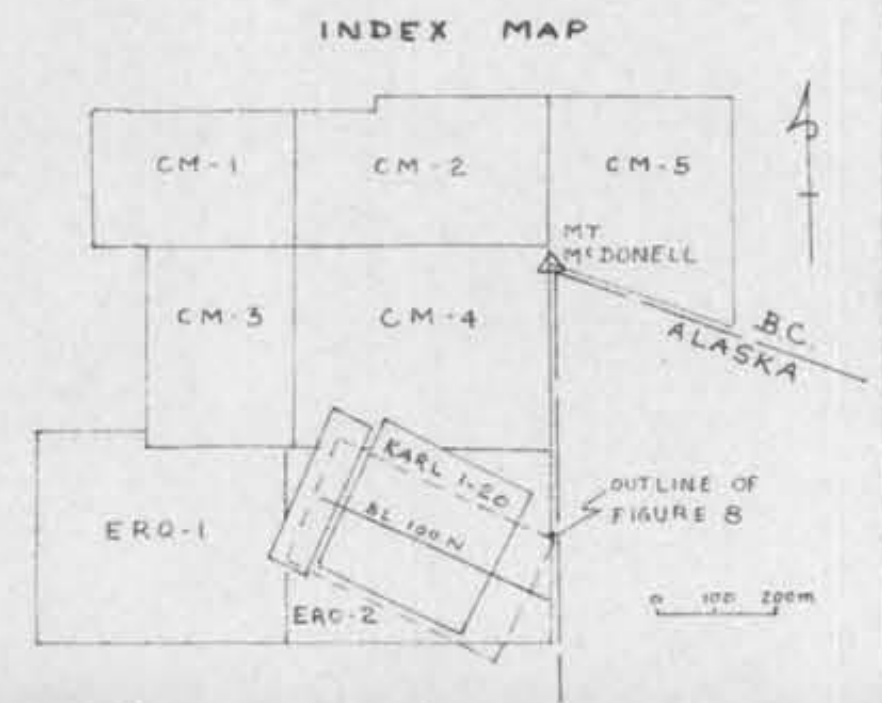 INDEX MAP
CM-1
CM-2
CM-5
MT
McDONELL
CM-3
CM-4
B.C.
ALASKA
KARL 1-20
OUTLINE OF
FIGURE 8
BL 100N
ERQ-1
ERQ-2
0 100 200m